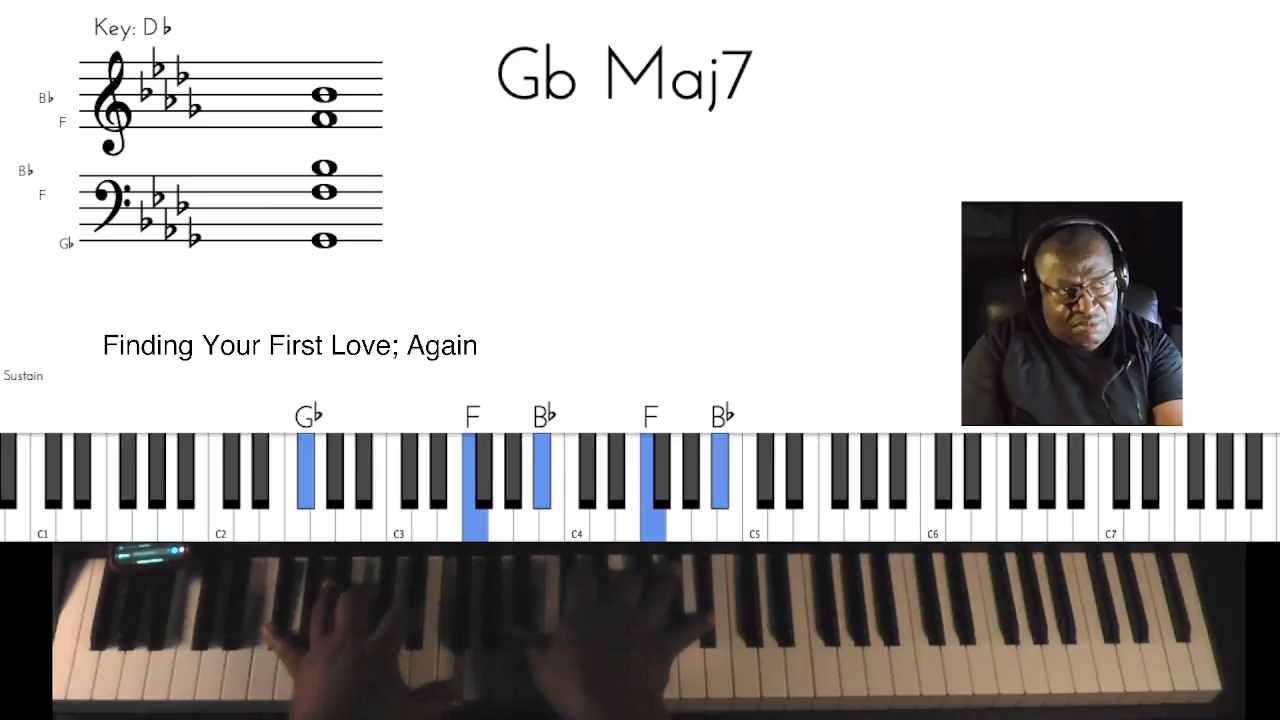 Key: D♭
Gb Maj7
B♭
F
B♭
F
G♭
Finding Your First Love; Again
Sustain
G♭ F B♭ F B♭
C1 C2 C3 C4 C5 C6 C7